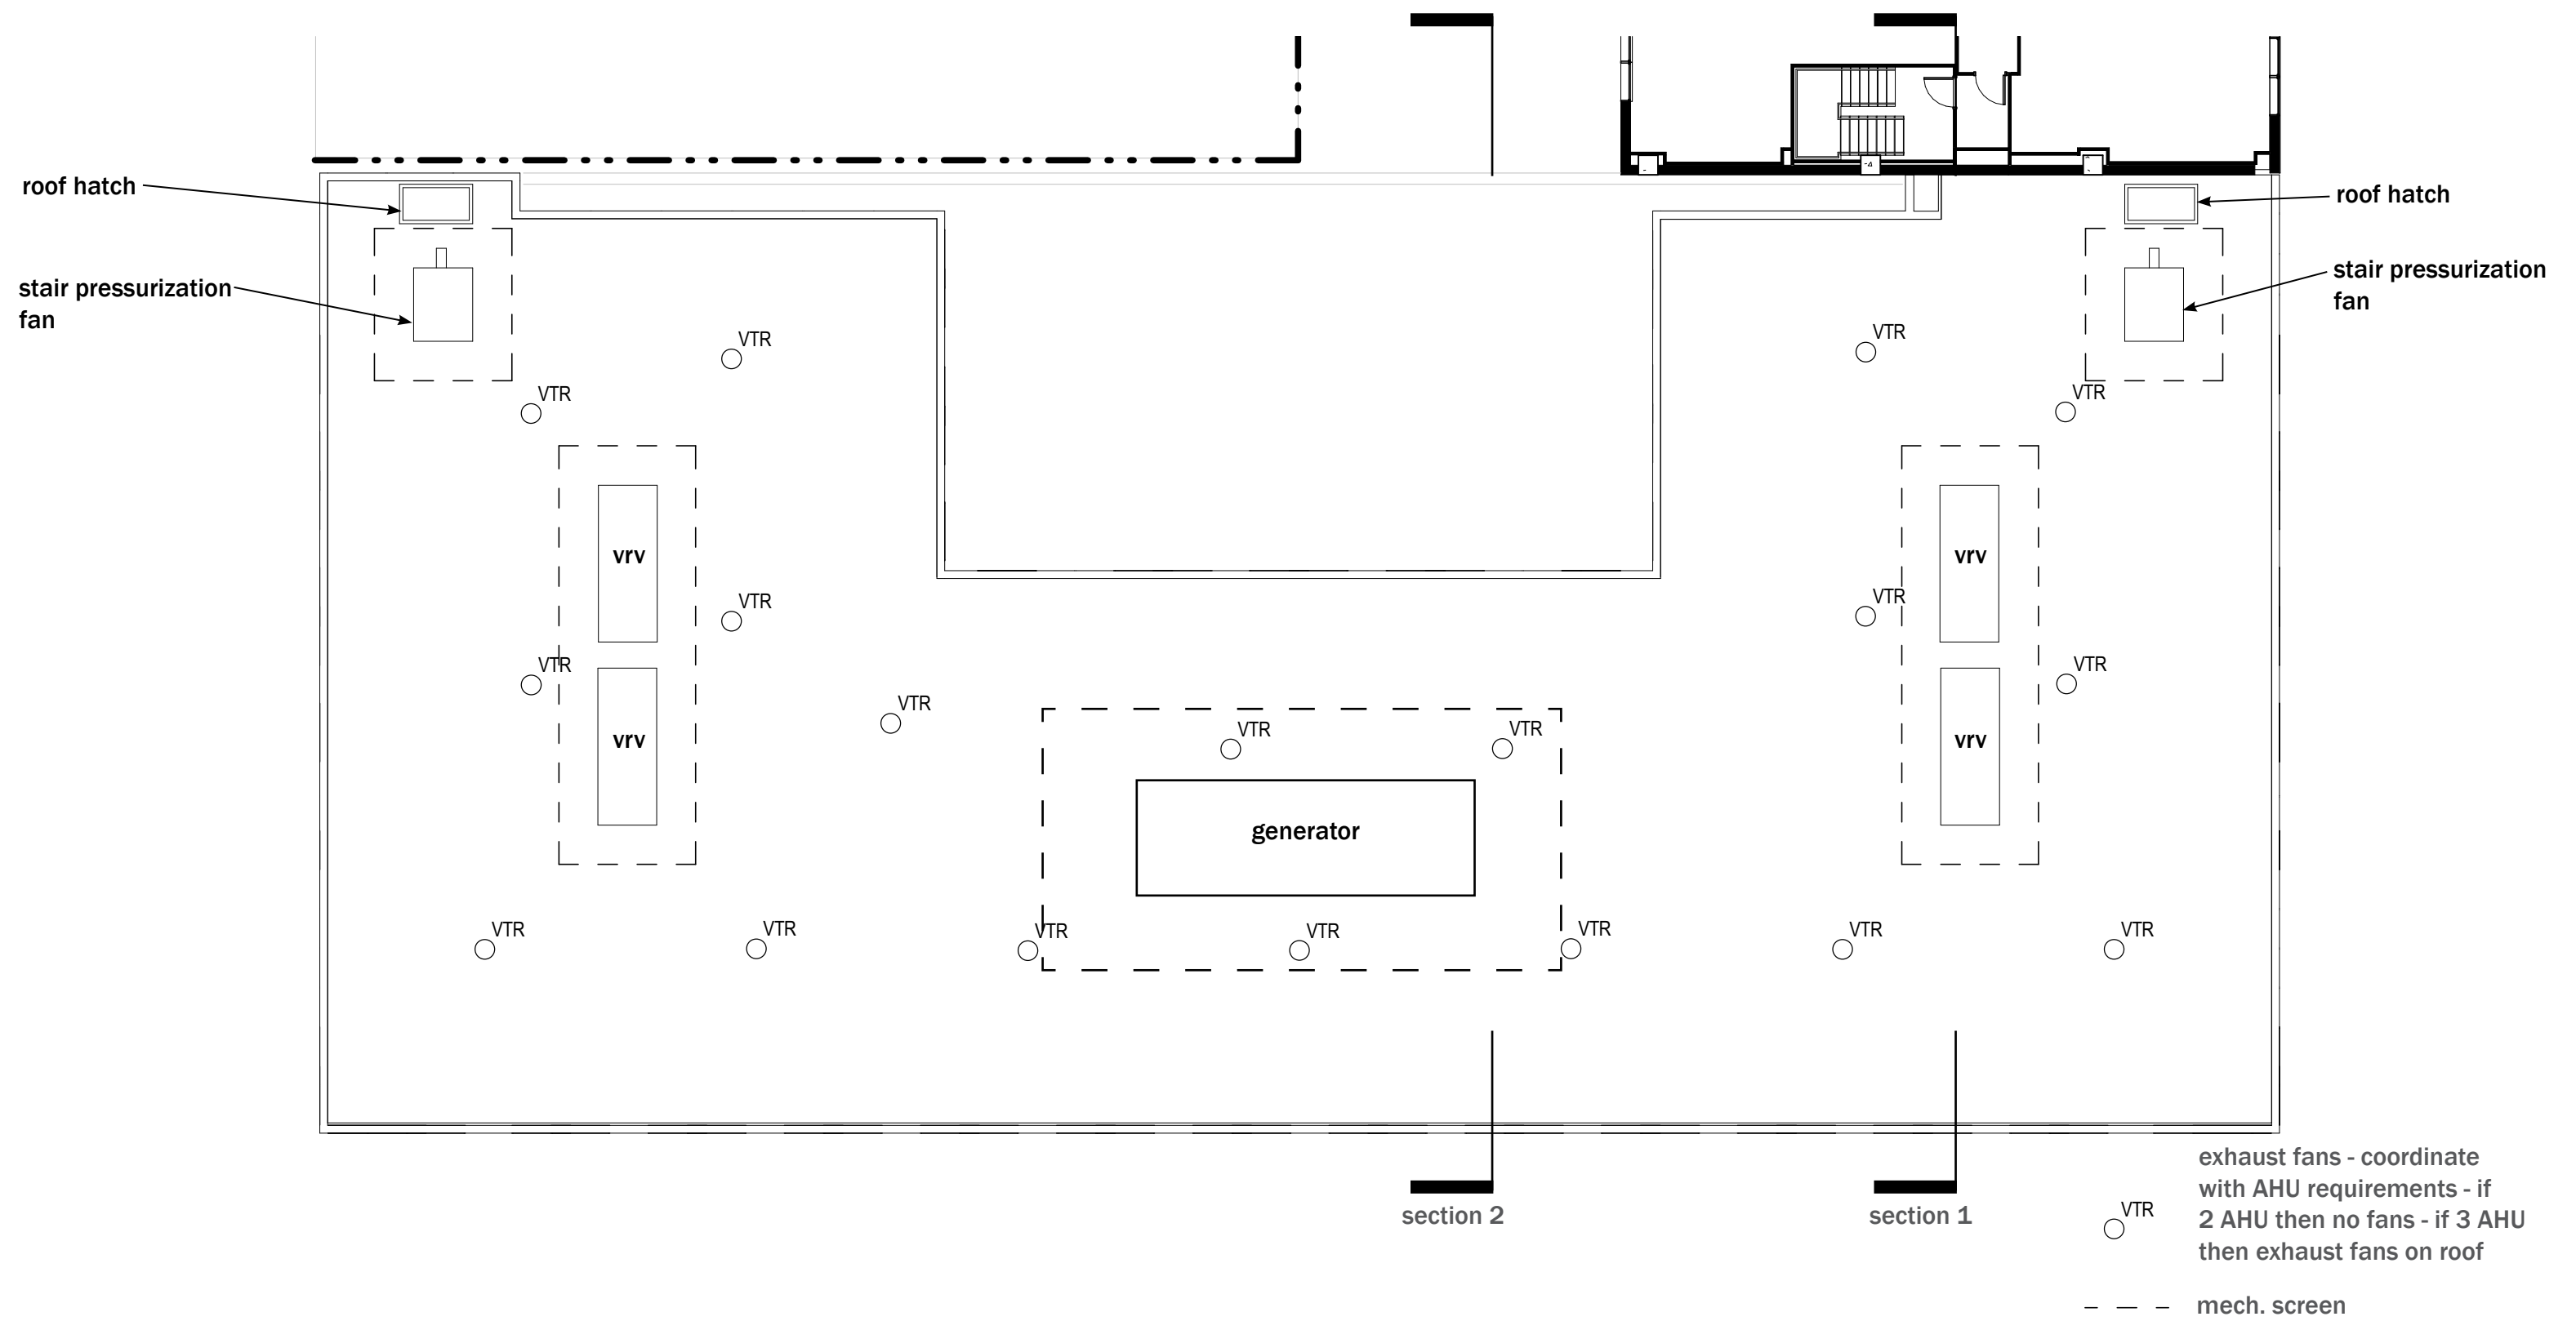 roof hatch
roof hatch
stair pressurization
fan
stair pressurization
fan
VTR
VTR
VTR
VTR
vrv
vrv
VTR
VTR
VTR
VTR
VTR
VTR
VTR
vrv
vrv
generator
VTR
VTR
VTR
VTR
VTR
VTR
VTR
section 2
section 1
VTR
exhaust fans - coordinate
with AHU requirements - if
2 AHU then no fans - if 3 AHU
then exhaust fans on roof
mech. screen